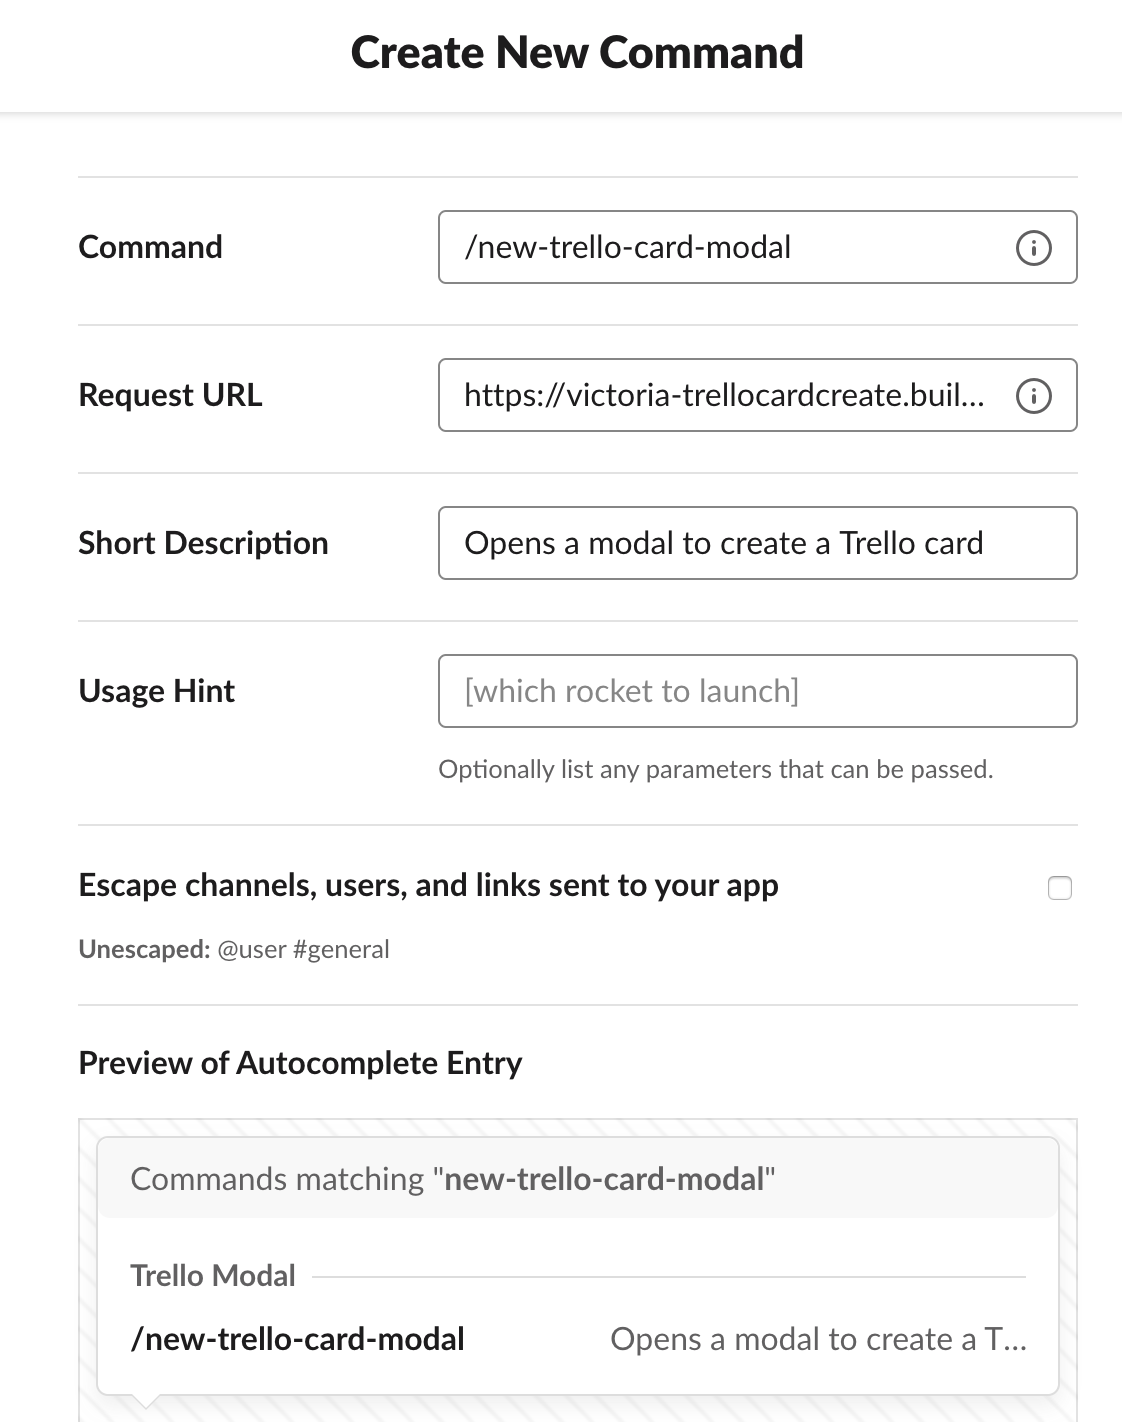 Create New Command
Command
/new-trello-card-modal
Request URL
https://victoria-trellocardcreate.buil...
Short Description
Opens a modal to create a Trello card
Usage Hint
[which rocket to launch]
Optionally list any parameters that can be passed.
Escape channels, users, and links sent to your app
Unescaped: @user #general
Preview of Autocomplete Entry
Commands matching "new-trello-card-modal"
Trello Modal
/new-trello-card-modal Opens a modal to create a T...